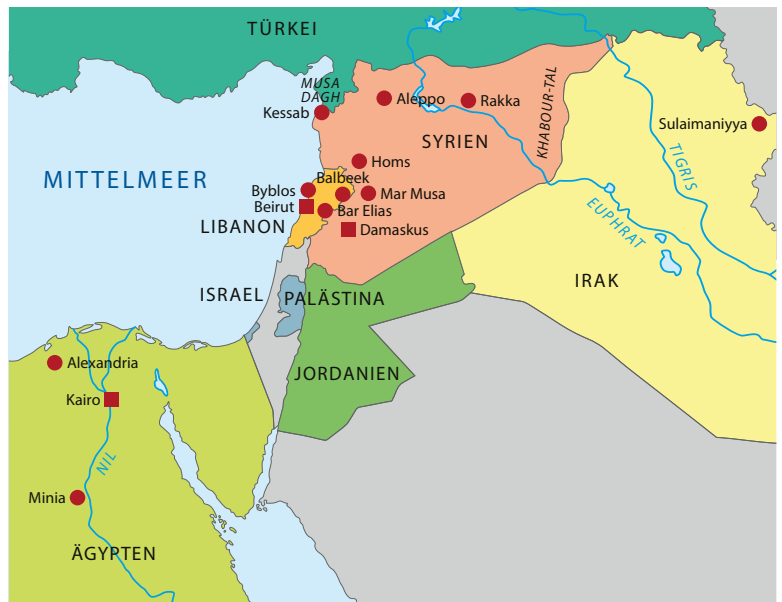 TÜRKEI
MUSA
DAGH
Kessab
Aleppo
Rakka
KHABOUR-TAL
Sulaimaniyya
SYRIEN
TIGRIS
MITTELMEER
Homs
Balbeek
Byblos
Mar Musa
Beirut
Bar Elias
LIBANON
Damaskus
EUPHRAT
IRAK
ISRAEL
PALÄSTINA
Alexandria
JORDANIEN
Kairo
NIL
Minia
ÄGYPTEN